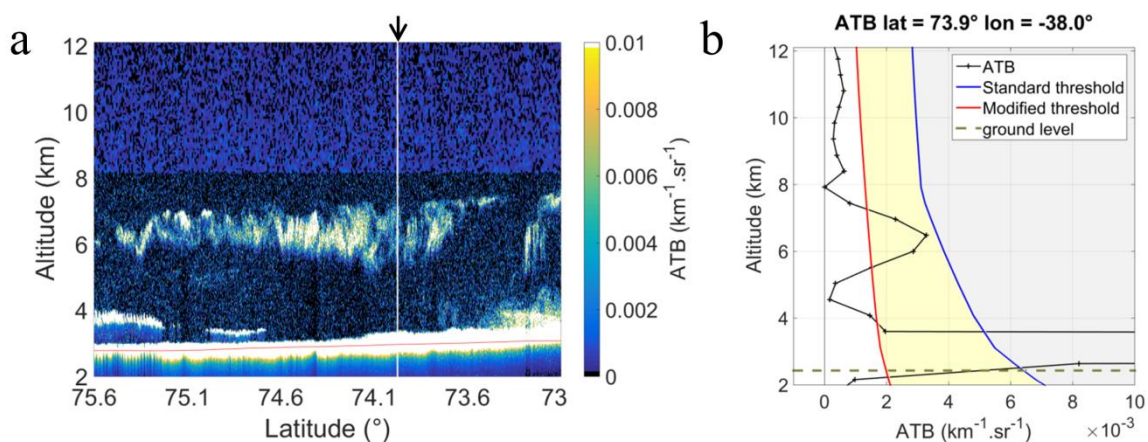 a
12
10
8
6
4
2
Altitude (km)
75.6 75.1 74.6 74.1 73.6 73
Latitude (°)
0.01
0.008
0.006
0.004
0.002
0
ATB (km⁻¹.sr⁻¹)
b
ATB lat = 73.9° lon = -38.0°
ATB
Standard threshold
Modified threshold
ground level
12
10
8
6
4
2
Altitude (km)
0 2 4 6 8 10
ATB (km⁻¹.sr⁻¹)
×10⁻³